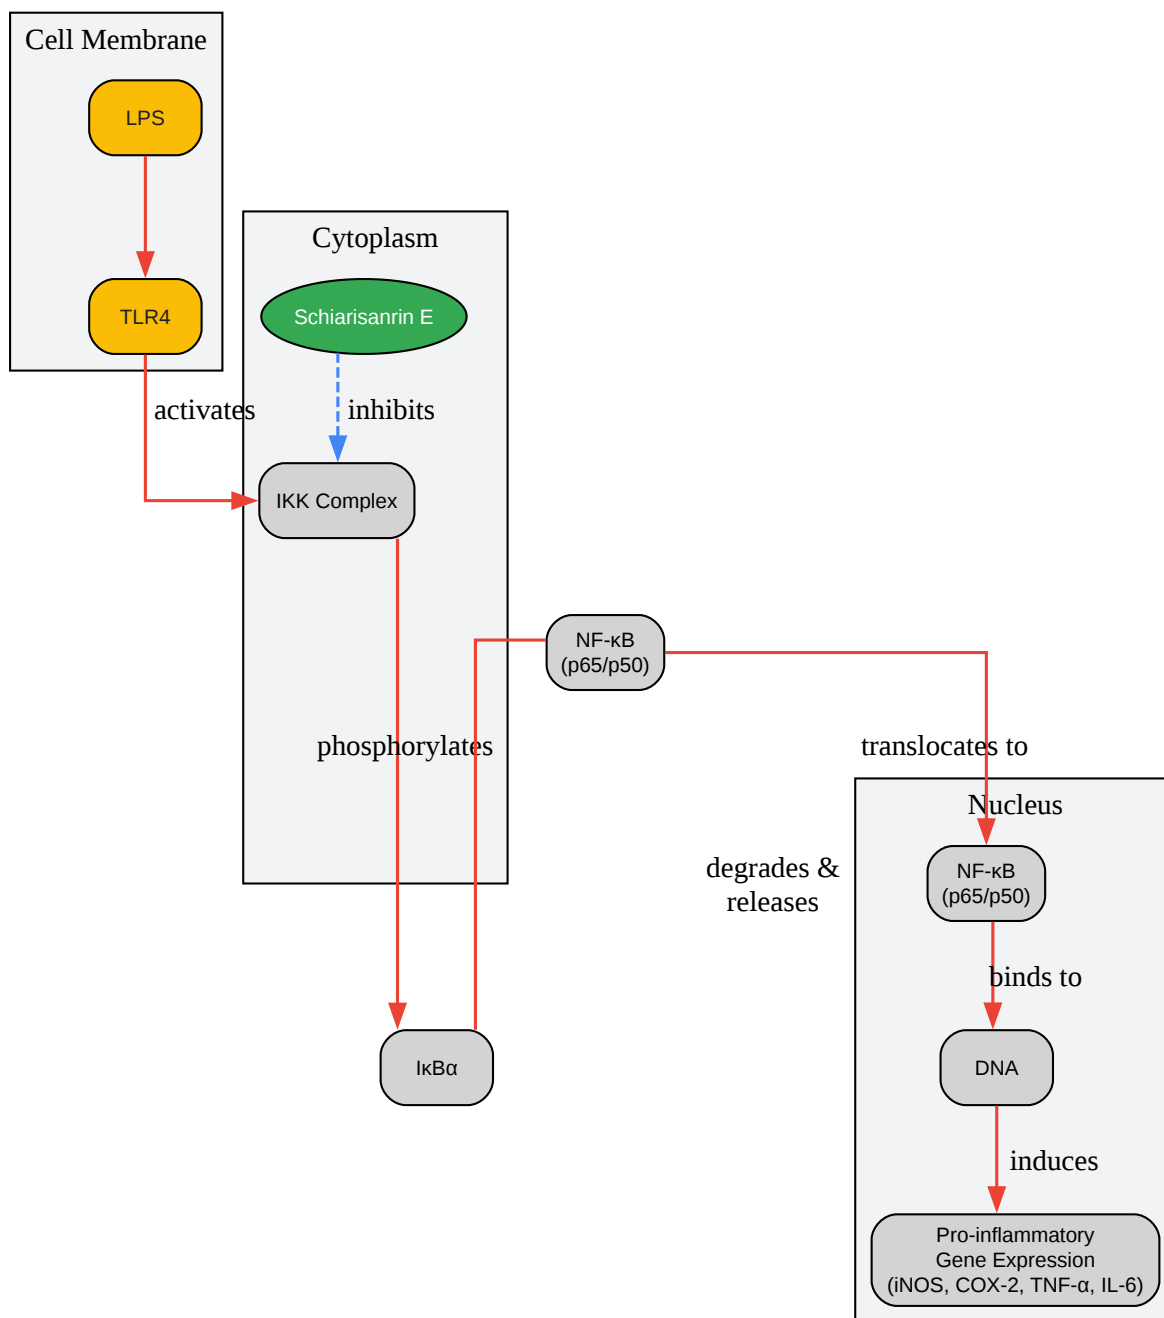 Cell Membrane
LPS
TLR4
activates
Cytoplasm
Schiarisanrin E
inhibits
IKK Complex
phosphorylates
IκBα
NF-κB
(p65/p50)
degrades &
releases
translocates to
Nucleus
NF-κB
(p65/p50)
binds to
DNA
induces
Pro-inflammatory
Gene Expression
(iNOS, COX-2, TNF-α, IL-6)